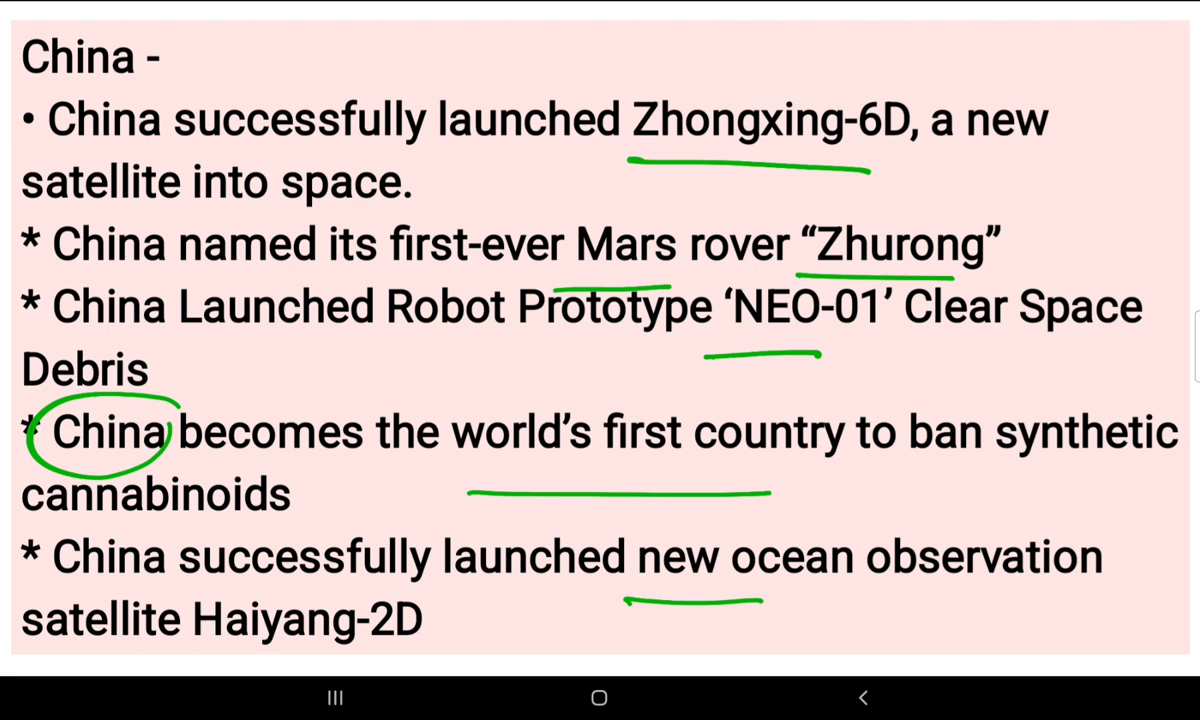 China -
• China successfully launched Zhongxing-6D, a new
satellite into space.
* China named its first-ever Mars rover “Zhurong”
* China Launched Robot Prototype ‘NEO-01’ Clear Space
Debris
* China becomes the world’s first country to ban synthetic
cannabinoids
* China successfully launched new ocean observation
satellite Haiyang-2D